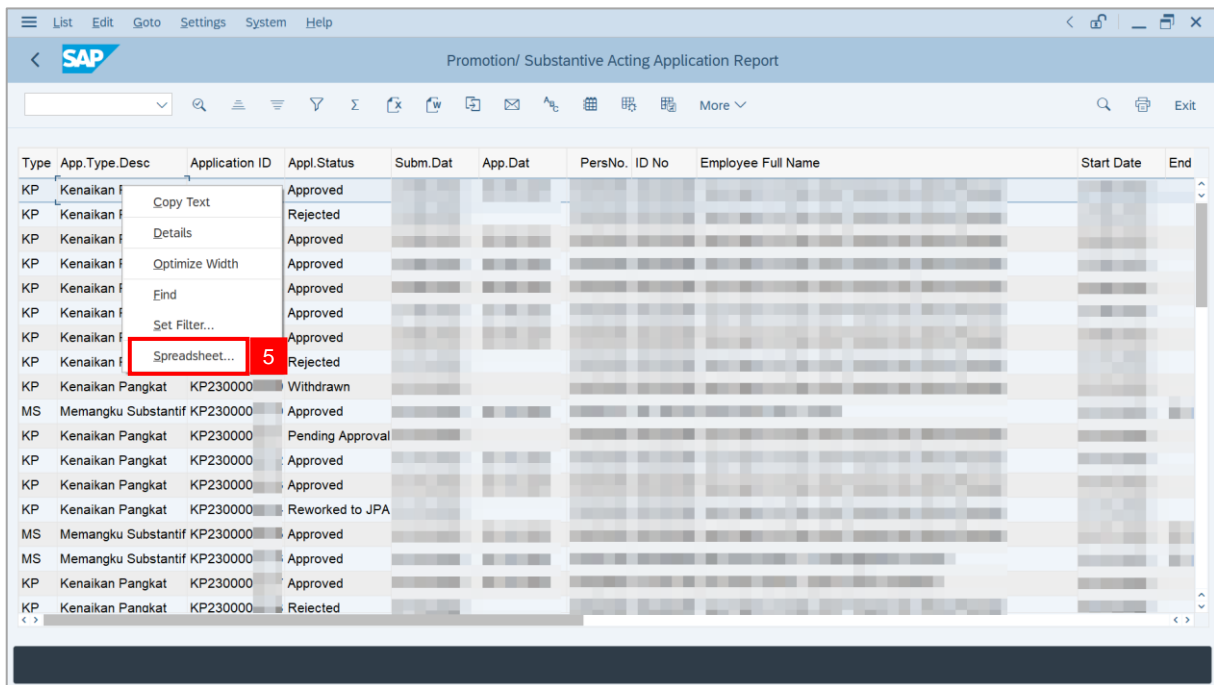 List Edit Goto Settings System Help
SAP
Promotion/ Substantive Acting Application Report
More
Exit
Type App.Type.Desc Application ID Appl.Status Subm.Dat App.Dat PersNo. ID No Employee Full Name Start Date End
KP Kenaikan Approved
KP Kenaikan Rejected
KP Kenaikan Approved
KP Kenaikan Approved
KP Kenaikan Approved
KP Kenaikan Approved
KP Kenaikan Approved
KP Kenaikan Rejected
Copy Text
Details
Optimize Width
Find
Set Filter...
Spreadsheet... 5
KP Kenaikan Pangkat KP230000 Withdrawn
MS Memangku Substantif KP230000 Approved
KP Kenaikan Pangkat KP230000 Pending Approval
KP Kenaikan Pangkat KP230000 Approved
KP Kenaikan Pangkat KP230000 Approved
KP Kenaikan Pangkat KP230000 Reworked to JPA
MS Memangku Substantif KP230000 Approved
MS Memangku Substantif KP230000 Approved
KP Kenaikan Pangkat KP230000 Approved
KP Kenaikan Pangkat KP230000 Rejected